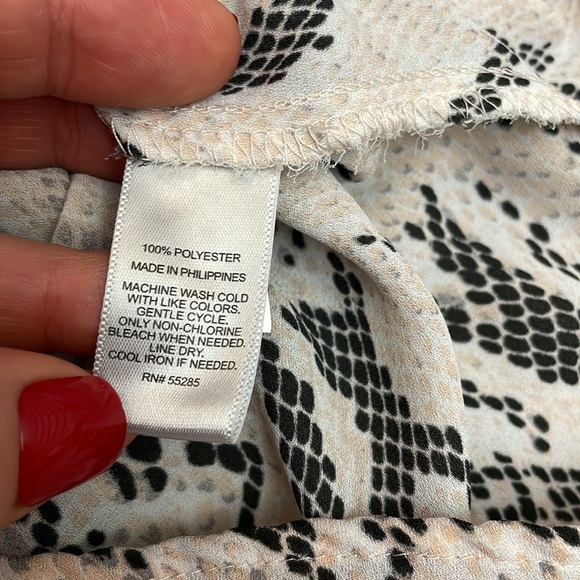 100% POLYESTER
MADE IN PHILIPPINES
MACHINE WASH COLD
WITH LIKE COLORS.
GENTLE CYCLE.
ONLY NON-CHLORINE
BLEACH WHEN NEEDED.
LINE DRY.
COOL IRON IF NEEDED.
RN# 55285